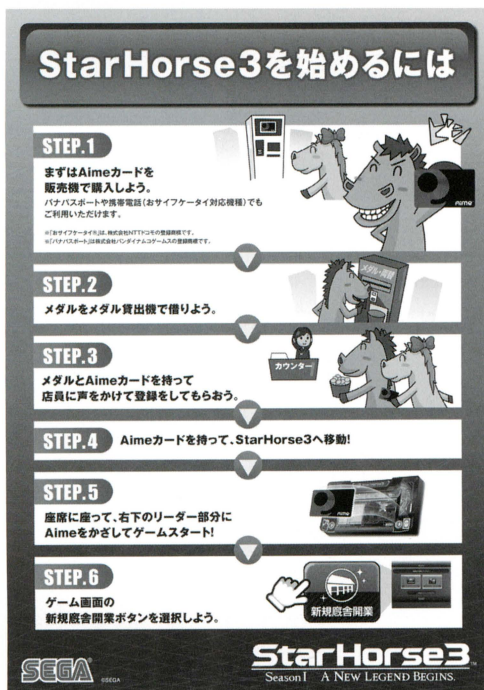 StarHorse3を始めるには
STEP.1
まずはAimeカードを
販売機で購入しよう。
バナパスポートや携帯電話(おサイフケータイ対応機種)でも
ご利用いただけます。
※「おサイフケータイ®」は、株式会社NTTドコモの登録商標です。
※「バナパスポート」は株式会社バンダイナムコゲームスの登録商標です。
ビシッ
Aime
STEP.2
メダルをメダル貸出機で借りよう。
STEP.3
メダルとAimeカードを持って
店員に声をかけて登録をしてもらおう。
カウンター
STEP.4
Aimeカードを持って、StarHorse3へ移動!
STEP.5
座席に座って、右下のリーダー部分に
Aimeをかざしてゲームスタート!
Aime
STEP.6
ゲーム画面の
新規厩舎開業ボタンを選択しよう。
新規厩舎開業
SEGA
©SEGA
StarHorse3™
Season I A NEW LEGEND BEGINS.